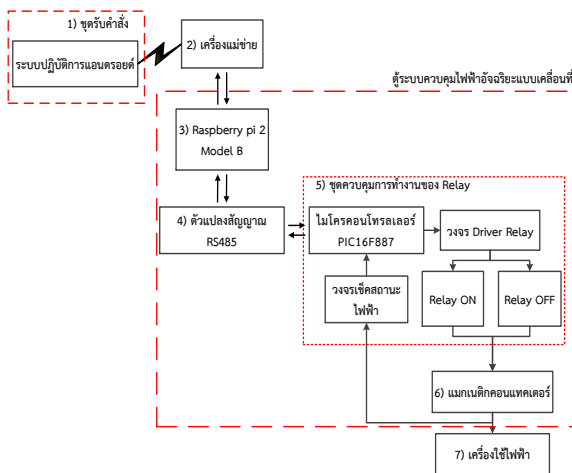 1) ชุดรับคำสั่ง
ระบบปฏิบัติการแอนดรอยด์
2) เครื่องแม่ข่าย
ตู้ระบบควบคุมไฟฟ้าอัจฉริยะแบบเคลื่อนที่
3) Raspberry pi 2
Model B
5) ชุดควบคุมการทำงานของ Relay
4) ตัวแปลงสัญญาณ
RS485
ไมโครคอนโทรลเลอร์
PIC16F887
วงจร Driver Relay
วงจรเช็คสถานะ
ไฟฟ้า
Relay ON
Relay OFF
6) แมกเนติกคอนแทคเตอร์
7) เครื่องใช้ไฟฟ้า